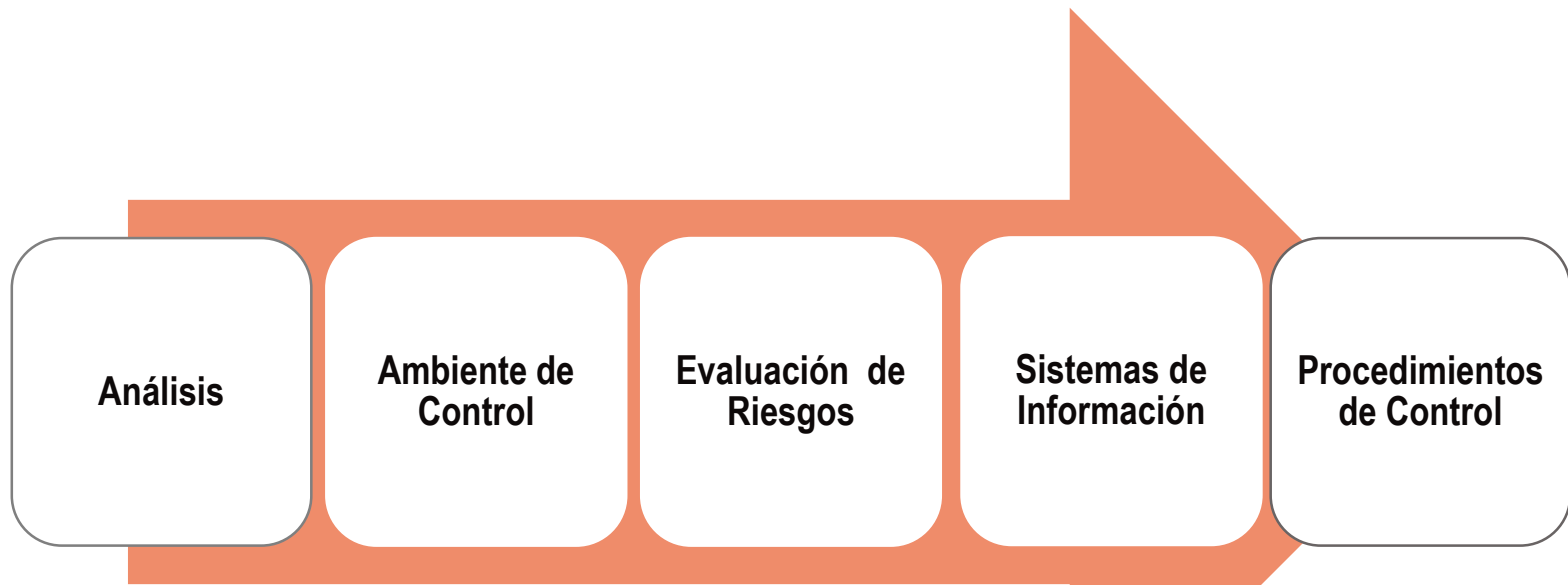 Análisis
Ambiente de
Control
Evaluación de
Riesgos
Sistemas de
Información
Procedimientos
de Control